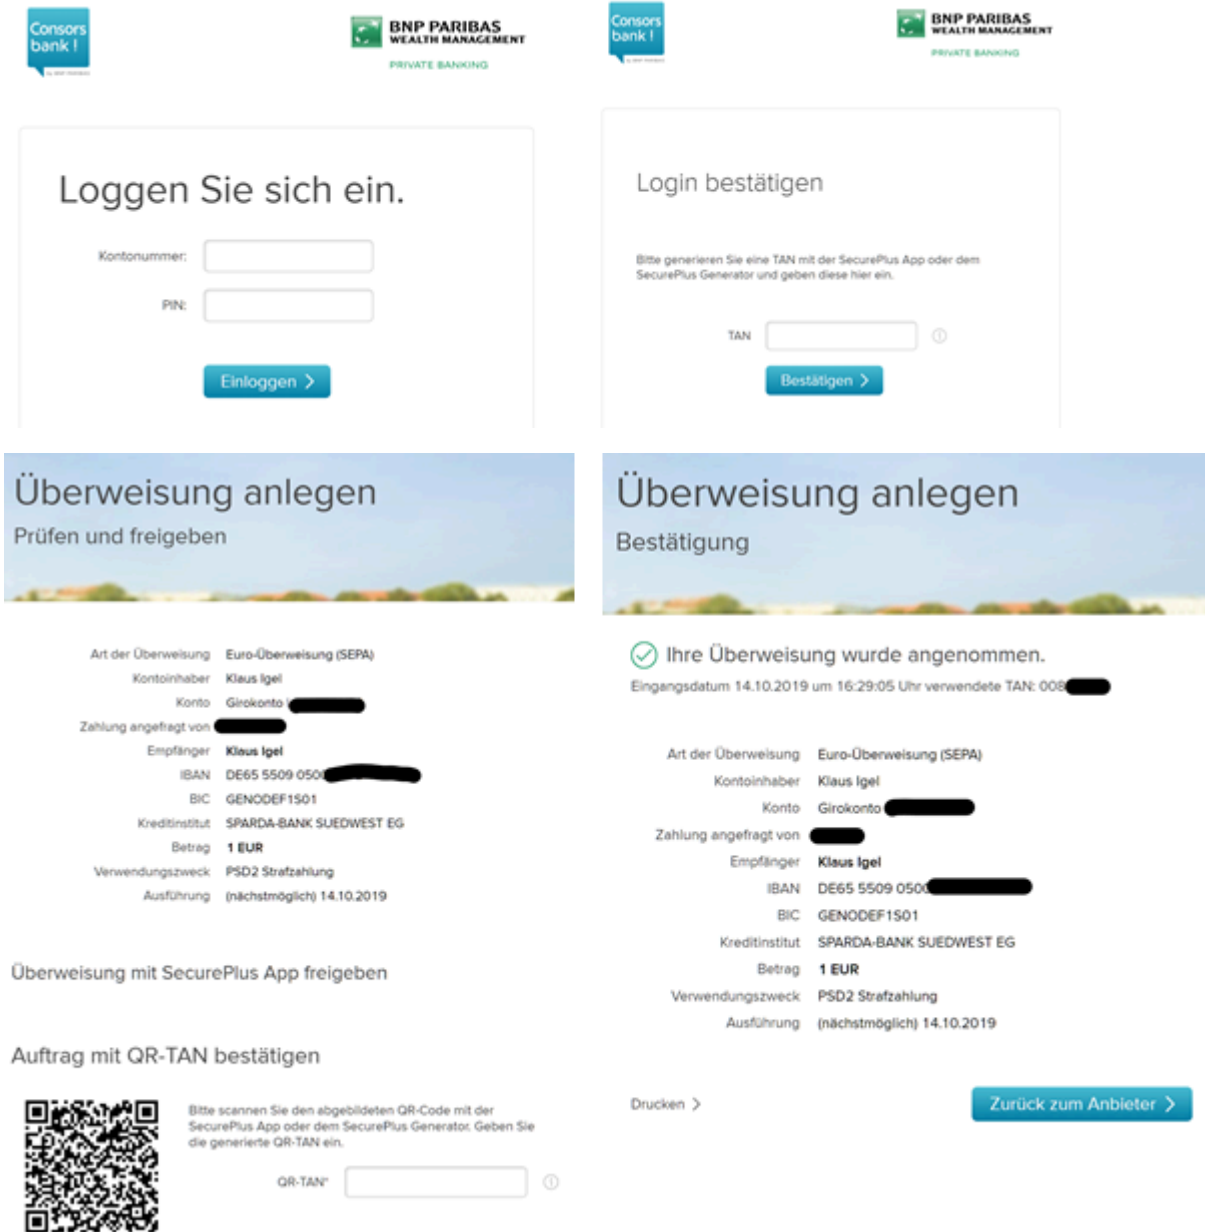 Consors
bank !
by BNP PARIBAS
BNP PARIBAS
WEALTH MANAGEMENT
PRIVATE BANKING
Loggen Sie sich ein.
Kontonummer:
PIN:
Einloggen
Consors
bank !
by BNP PARIBAS
BNP PARIBAS
WEALTH MANAGEMENT
PRIVATE BANKING
Login bestätigen
Bitte generieren Sie eine TAN mit der SecurePlus App oder dem
SecurePlus Generator und geben diese hier ein.
TAN
Bestätigen
Überweisung anlegen
Prüfen und freigeben
Art der Überweisung Euro-Überweisung (SEPA)
Kontoinhaber Klaus Igel
Konto Girokonto
Zahlung angefragt von
Empfänger Klaus Igel
IBAN DE65 5509 0500
BIC GENODEF1S01
Kreditinstitut SPARDA-BANK SUEDWEST EG
Betrag 1 EUR
Verwendungszweck PSD2 Strafzahlung
Ausführung (nächstmöglich) 14.10.2019
Überweisung mit SecurePlus App freigeben
Auftrag mit QR-TAN bestätigen
Bitte scannen Sie den abgebildeten QR-Code mit der
SecurePlus App oder dem SecurePlus Generator. Geben Sie
die generierte QR-TAN ein.
QR-TAN*
Überweisung anlegen
Bestätigung
Ihre Überweisung wurde angenommen.
Eingangsdatum 14.10.2019 um 16:29:05 Uhr verwendete TAN: 008
Art der Überweisung Euro-Überweisung (SEPA)
Kontoinhaber Klaus Igel
Konto Girokonto
Zahlung angefragt von
Empfänger Klaus Igel
IBAN DE65 5509 0500
BIC GENODEF1S01
Kreditinstitut SPARDA-BANK SUEDWEST EG
Betrag 1 EUR
Verwendungszweck PSD2 Strafzahlung
Ausführung (nächstmöglich) 14.10.2019
Drucken
Zurück zum Anbieter